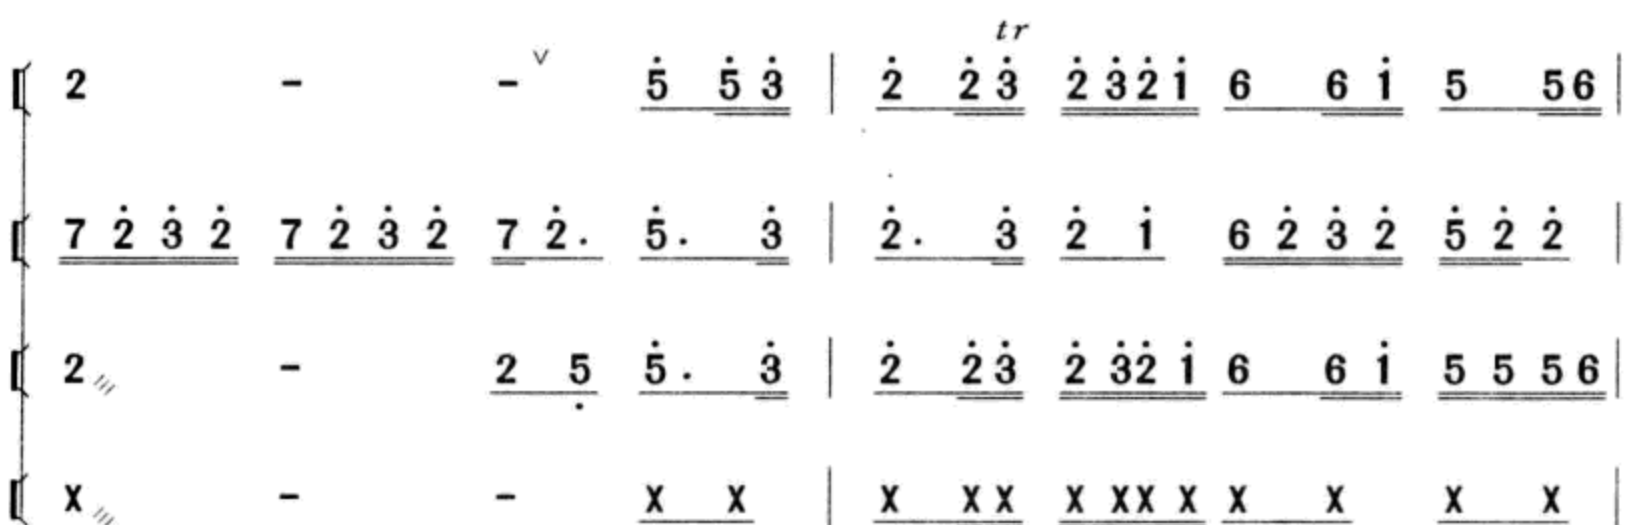 tr
2 - - ∨ 5̇ 5̇ 3̇ | 2̇ 2̇ 3̇ 2̇ 3̇ 2̇ 1̇ 6 6 1̇ 5 5 6 |
7 2̇ 3̇ 2̇ 7 2̇ 3̇ 2̇ 7 2̇. 5̇. 3̇ | 2̇. 3̇ 2̇ 1̇ 6 2̇ 3̇ 2̇ 5̇ 2̇ 2̇ |
2 /// - 2 5̣ 5̇. 3̇ | 2̇ 2̇ 3̇ 2̇ 3̇ 2̇ 1̇ 6 6 1̇ 5 5 5 6 |
X /// - - X X | X X X X X X X X X X X |